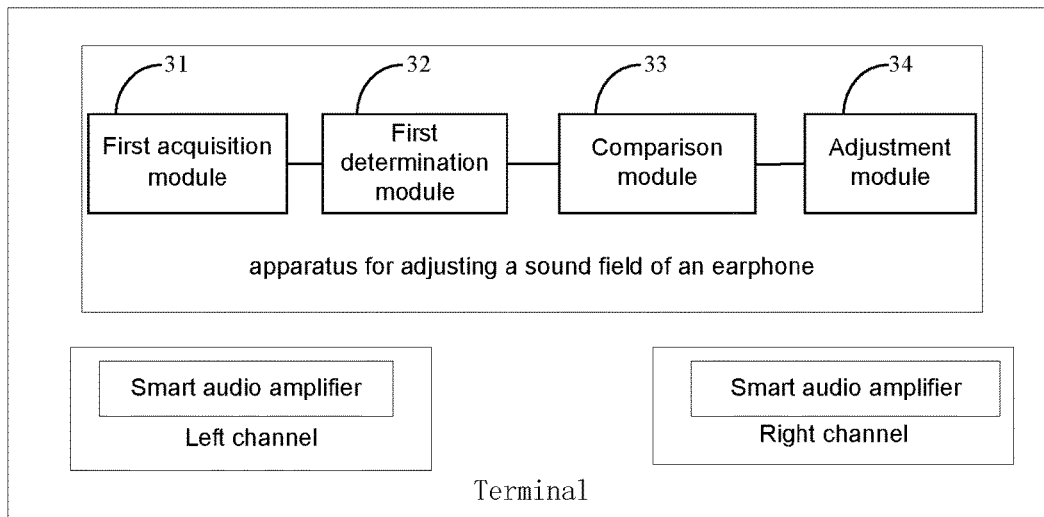 31
32
33
34
First acquisition
module
First
determination
module
Comparison
module
Adjustment
module
apparatus for adjusting a sound field of an earphone
Smart audio amplifier
Left channel
Smart audio amplifier
Right channel
Terminal